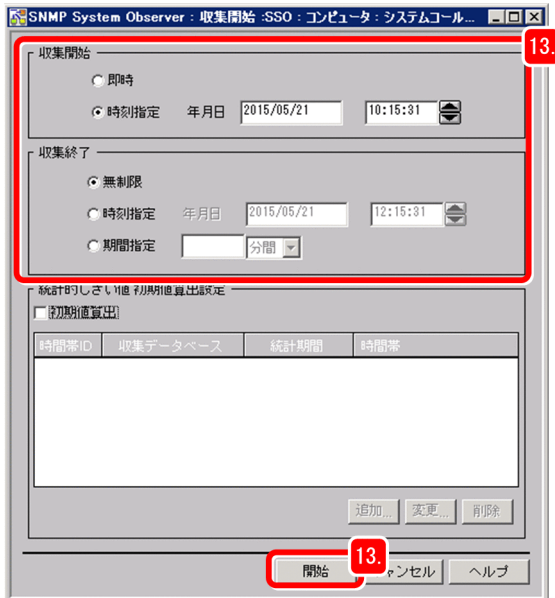 SNMP System Observer : 収集開始 :SSO : コンピュータ : システムコール...
13.
収集開始
即時
時刻指定 年月日 2015/05/21 10:15:31
収集終了
無制限
時刻指定 年月日 2015/05/21 12:15:31
期間指定 分間
統計的しきい値 初期値算出設定
初期値算出
時間帯ID 収集データベース 統計期間 時間帯
追加... 変更... 削除
13.
開始 キャンセル ヘルプ